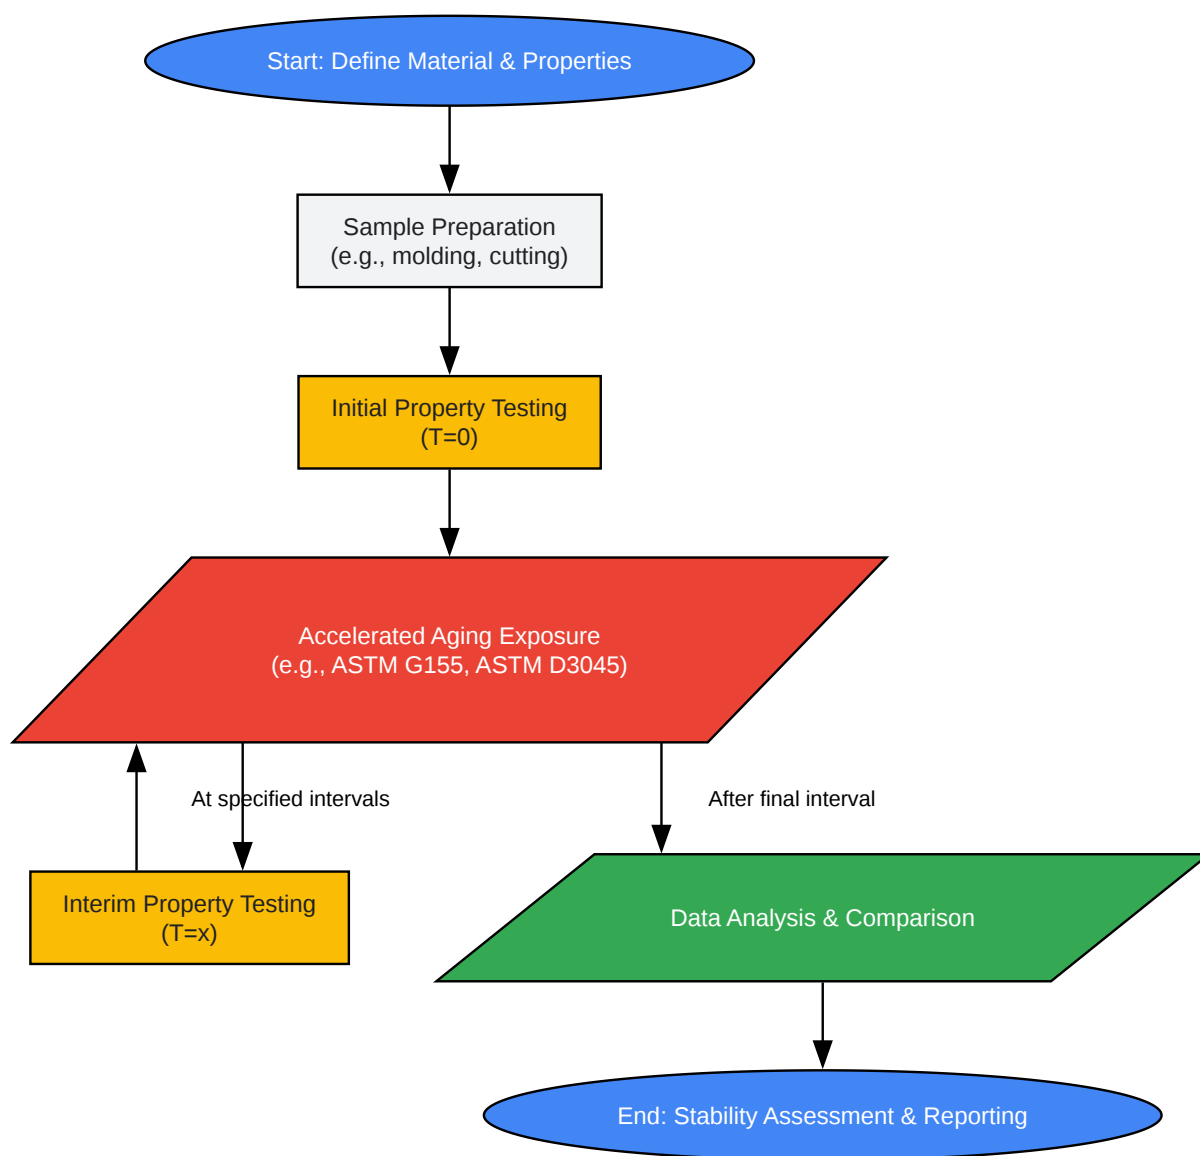 Start: Define Material & Properties
Sample Preparation
(e.g., molding, cutting)
Initial Property Testing
(T=0)
Accelerated Aging Exposure
(e.g., ASTM G155, ASTM D3045)
At specified intervals
After final interval
Interim Property Testing
(T=x)
Data Analysis & Comparison
End: Stability Assessment & Reporting